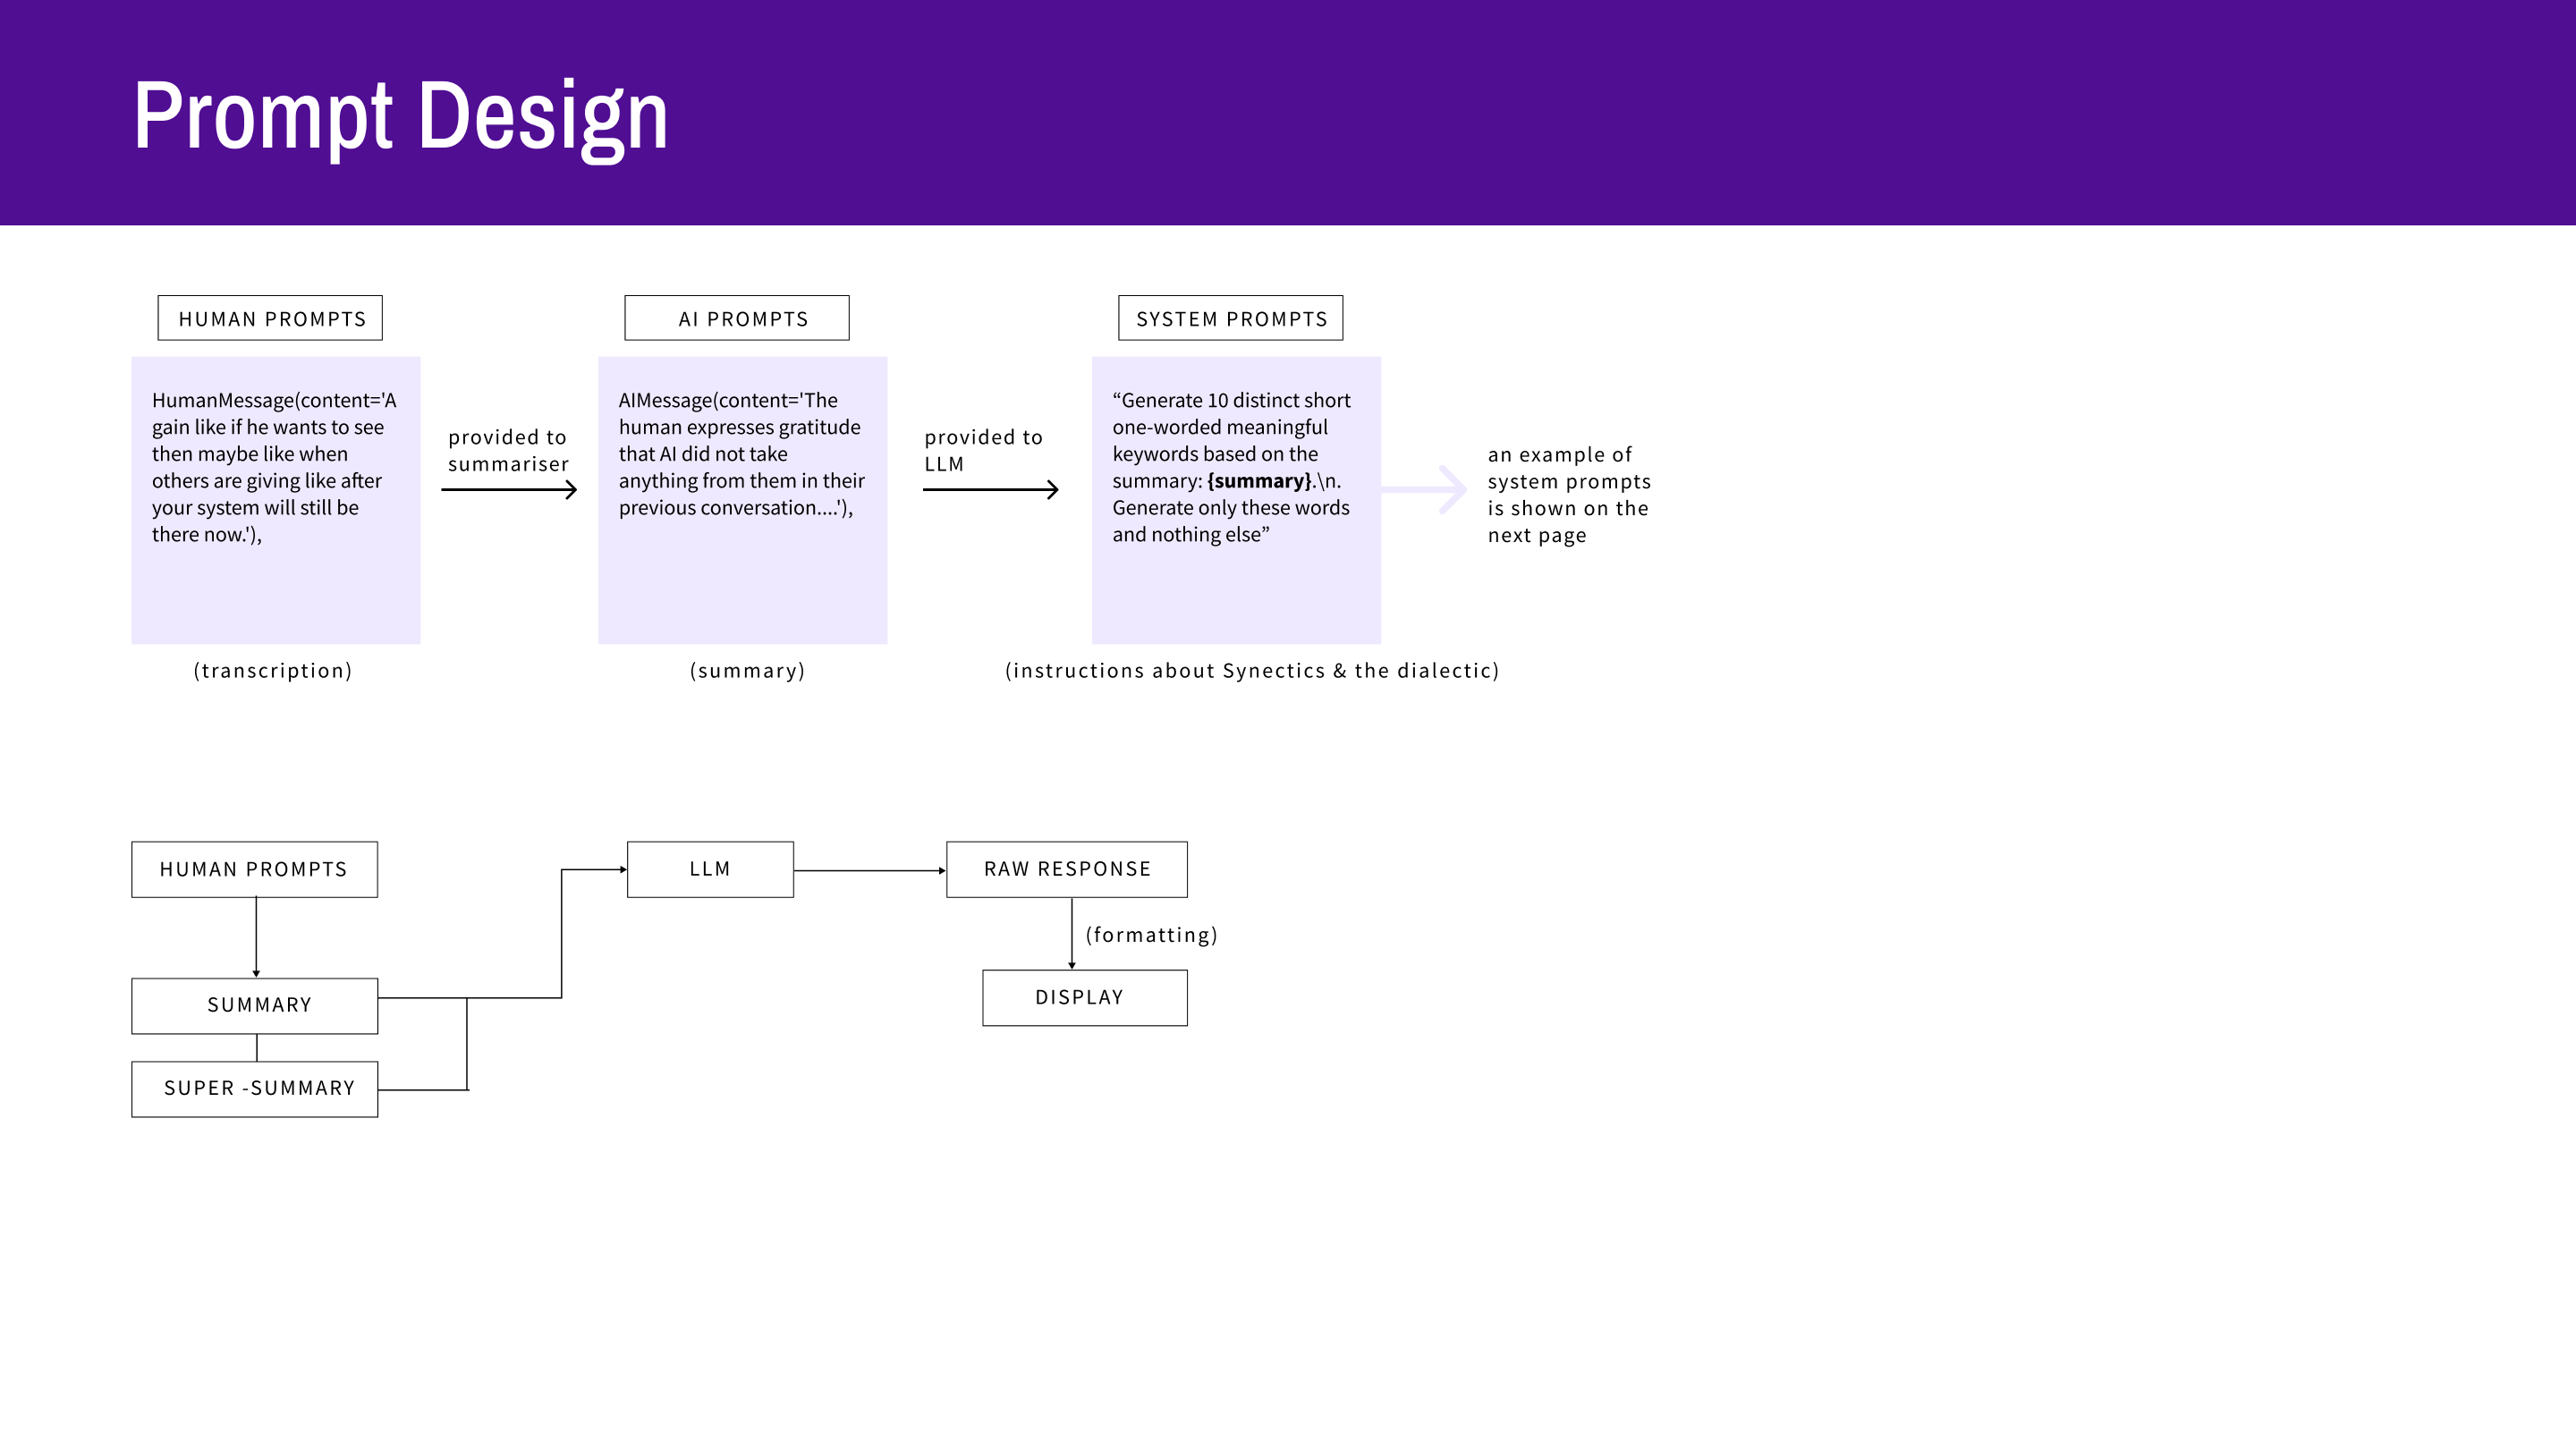 Prompt Design
HUMAN PROMPTS
HumanMessage(content='A
gain like if he wants to see
then maybe like when
others are giving like after
your system will still be
there now.'),
(transcription)
provided to
summariser
AI PROMPTS
AIMessage(content='The
human expresses gratitude
that AI did not take
anything from them in their
previous conversation....'),
(summary)
provided to
LLM
SYSTEM PROMPTS
“Generate 10 distinct short
one-worded meaningful
keywords based on the
summary: {summary}.\n.
Generate only these words
and nothing else”
(instructions about Synectics & the dialectic)
an example of
system prompts
is shown on the
next page
HUMAN PROMPTS
SUMMARY
SUPER -SUMMARY
LLM
RAW RESPONSE
(formatting)
DISPLAY